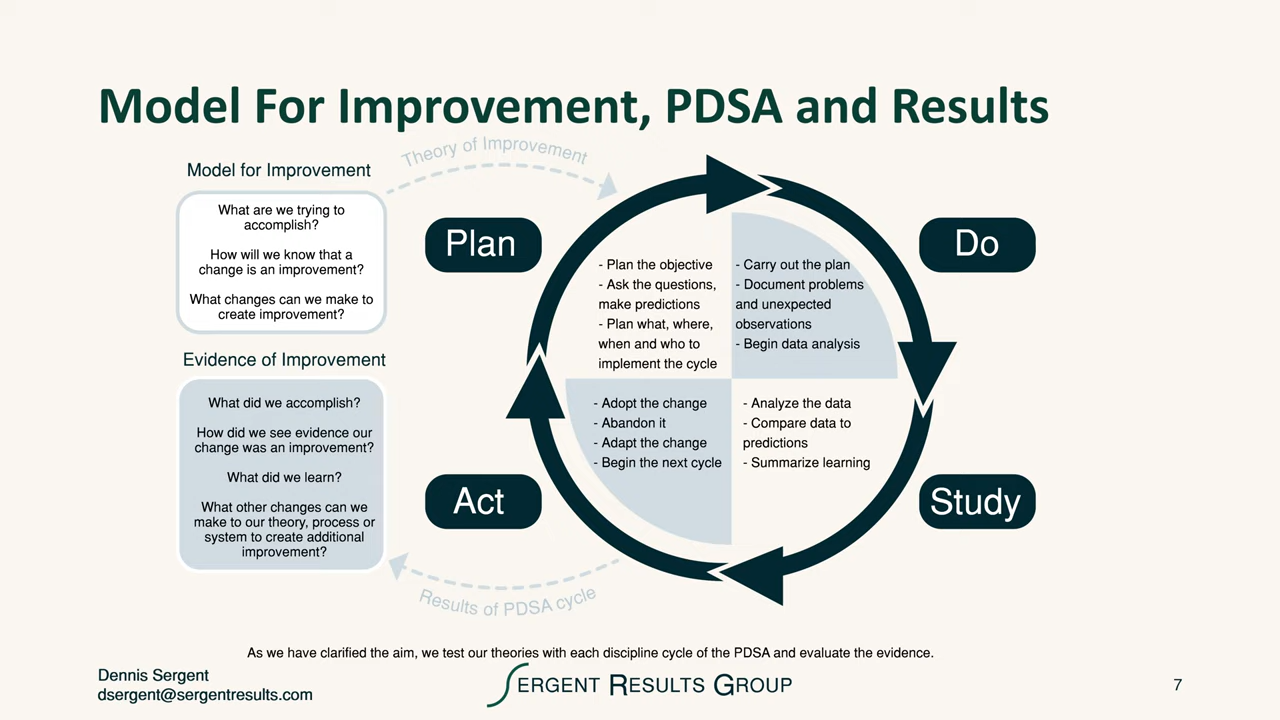 Model For Improvement, PDSA and Results
Theory of Improvement
Model for Improvement
What are we trying to
accomplish?
How will we know that a
change is an improvement?
What changes can we make to
create improvement?
Evidence of Improvement
What did we accomplish?
How did we see evidence our
change was an improvement?
What did we learn?
What other changes can we
make to our theory, process or
system to create additional
improvement?
Plan
- Plan the objective
- Ask the questions,
make predictions
- Plan what, where,
when and who to
implement the cycle
Do
- Carry out the plan
- Document problems
and unexpected
observations
- Begin data analysis
Study
- Analyze the data
- Compare data to
predictions
- Summarize learning
Act
- Adopt the change
- Abandon it
- Adapt the change
- Begin the next cycle
Results of PDSA cycle
As we have clarified the aim, we test our theories with each discipline cycle of the PDSA and evaluate the evidence.
Dennis Sergent
dsergent@sergentresults.com
SERGENT RESULTS GROUP
7